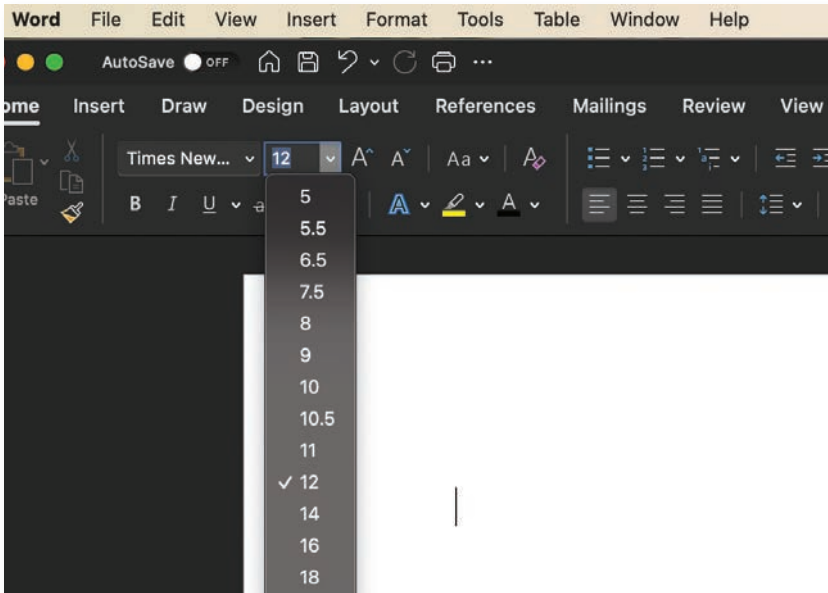 Word File Edit View Insert Format Tools Table Window Help
AutoSave OFF ...
ome Insert Draw Design Layout References Mailings Review View
Times New... 12 A A Aa A
Paste B I U a A A
5
5.5
6.5
7.5
8
9
10
10.5
11
✓ 12
14
16
18